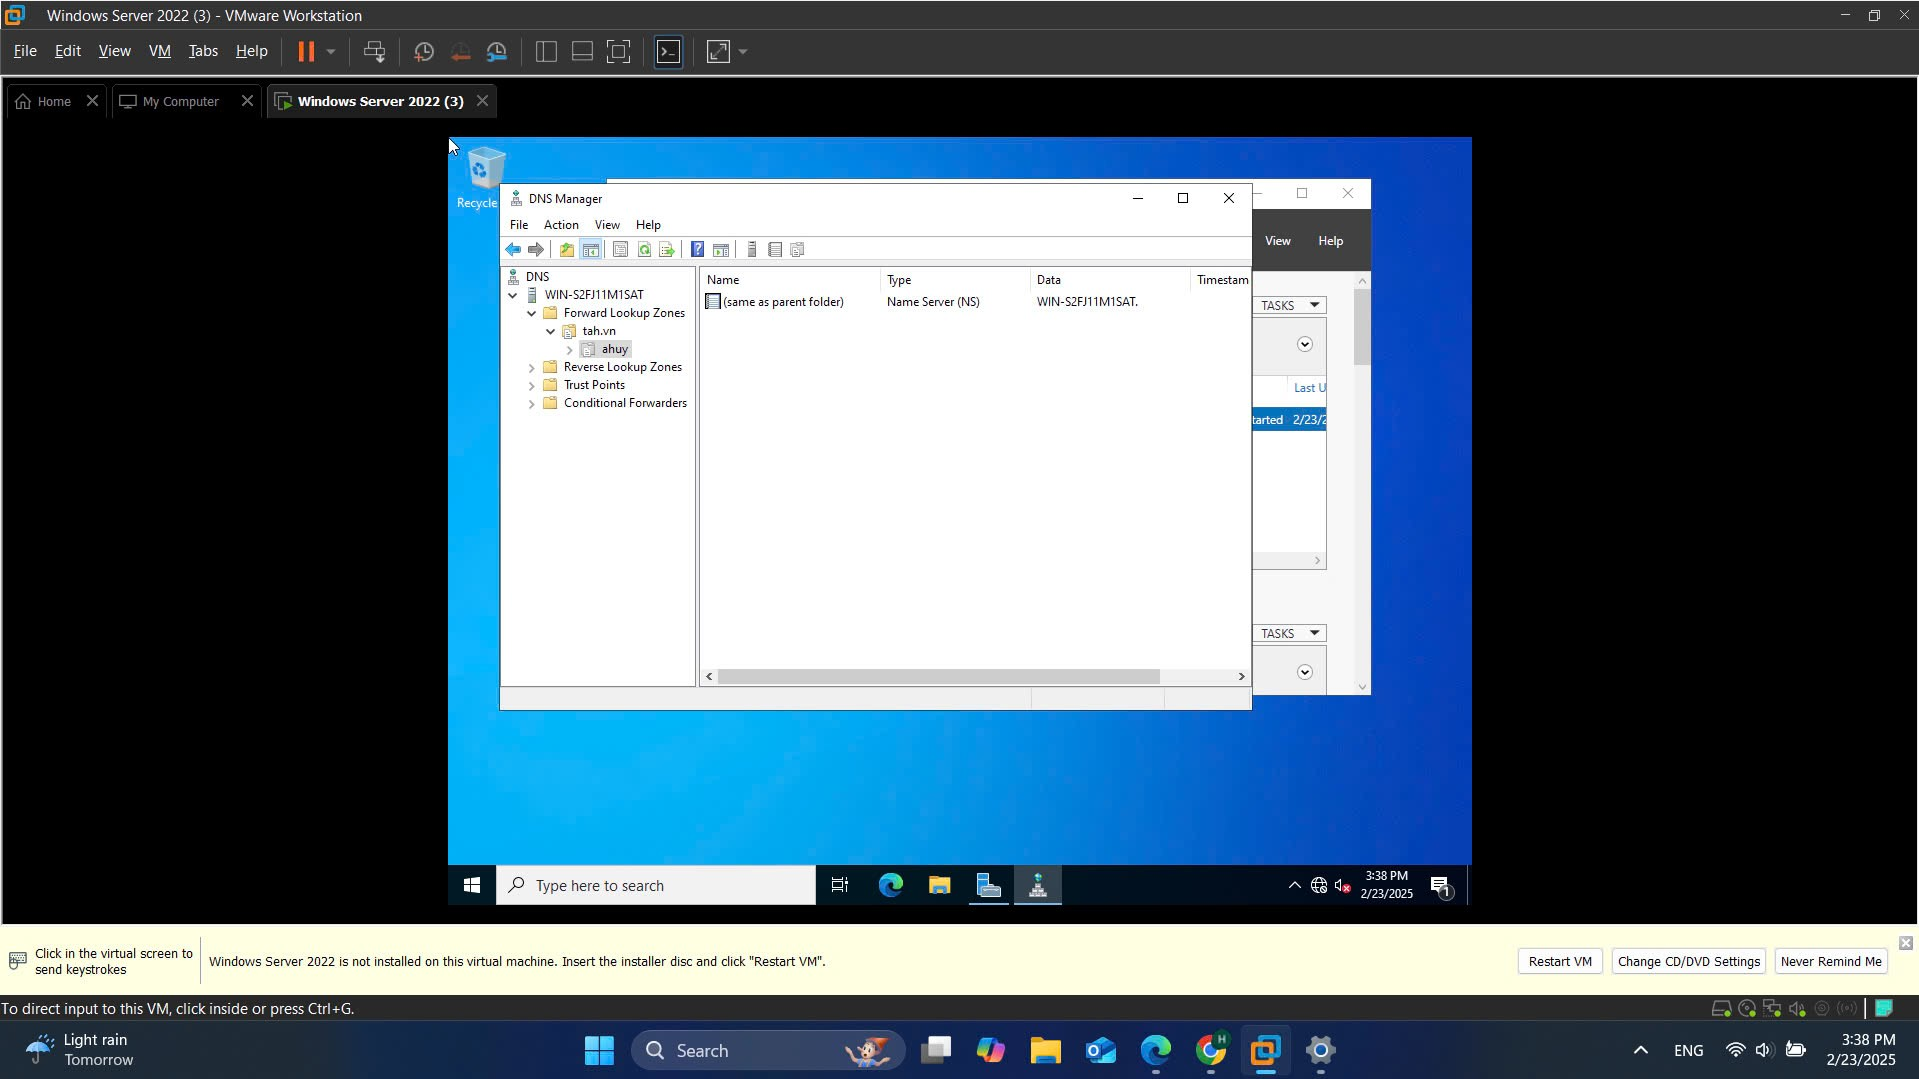 Windows Server 2022 (3) - VMware Workstation
File Edit View VM Tabs Help
Home My Computer Windows Server 2022 (3)
Recycle
DNS Manager
File Action View Help
View Help
DNS
WIN-S2FJ11M1SAT
Forward Lookup Zones
tah.vn
ahuy
Reverse Lookup Zones
Trust Points
Conditional Forwarders
Name Type Data Timestam
(same as parent folder) Name Server (NS) WIN-S2FJ11M1SAT.
TASKS
Last U
tarted 2/23/2
TASKS
Type here to search
3:38 PM
2/23/2025
1
Click in the virtual screen to
send keystrokes
Windows Server 2022 is not installed on this virtual machine. Insert the installer disc and click "Restart VM".
Restart VM Change CD/DVD Settings Never Remind Me
To direct input to this VM, click inside or press Ctrl+G.
Light rain
Tomorrow
Search
H
ENG
3:38 PM
2/23/2025